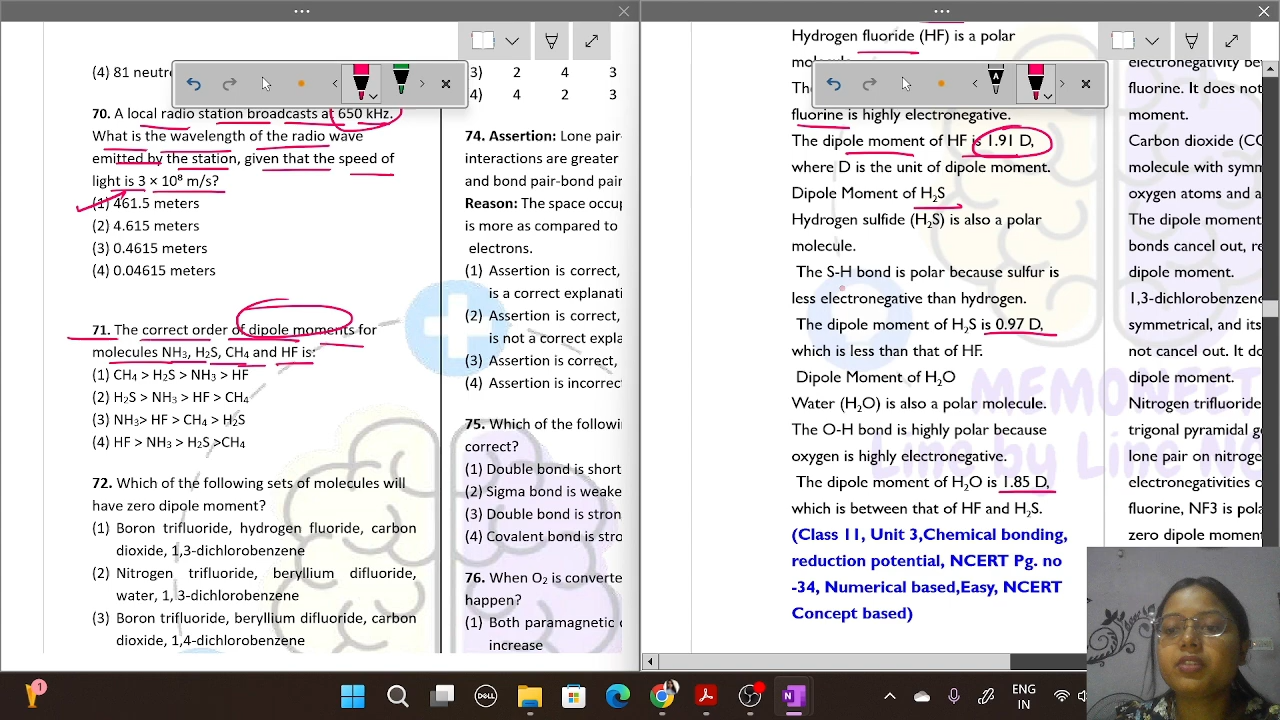 (4) 81 neutr
70. A local radio station broadcasts at 650 kHz.
What is the wavelength of the radio wave
emitted by the station, given that the speed of
light is 3 × 10⁸ m/s?
(1) 461.5 meters
(2) 4.615 meters
(3) 0.4615 meters
(4) 0.04615 meters
71. The correct order of dipole moments for
molecules NH₃, H₂S, CH₄ and HF is:
(1) CH₄ > H₂S > NH₃ > HF
(2) H₂S > NH₃ > HF > CH₄
(3) NH₃> HF > CH₄ > H₂S
(4) HF > NH₃ > H₂S >CH₄
72. Which of the following sets of molecules will
have zero dipole moment?
(1) Boron trifluoride, hydrogen fluoride, carbon
dioxide, 1,3-dichlorobenzene
(2) Nitrogen trifluoride, beryllium difluoride,
water, 1, 3-dichlorobenzene
(3) Boron trifluoride, beryllium difluoride, carbon
dioxide, 1,4-dichlorobenzene
3) 2 4 3
4) 4 2 3
74. Assertion: Lone pair-
interactions are greater
and bond pair-bond pair
Reason: The space occup
is more as compared to
electrons.
(1) Assertion is correct,
is a correct explanati
(2) Assertion is correct,
is not a correct expla
(3) Assertion is correct,
(4) Assertion is incorrec
75. Which of the followi
correct?
(1) Double bond is short
(2) Sigma bond is weake
(3) Double bond is stron
(4) Covalent bond is stro
76. When O₂ is converte
happen?
(1) Both paramagnetic
increase
Hydrogen fluoride (HF) is a polar
fluorine is highly electronegative.
The dipole moment of HF is 1.91 D,
where D is the unit of dipole moment.
Dipole Moment of H₂S
Hydrogen sulfide (H₂S) is also a polar
molecule.
The S-H bond is polar because sulfur is
less electronegative than hydrogen.
The dipole moment of H₂S is 0.97 D,
which is less than that of HF.
Dipole Moment of H₂O
Water (H₂O) is also a polar molecule.
The O-H bond is highly polar because
oxygen is highly electronegative.
The dipole moment of H₂O is 1.85 D,
which is between that of HF and H₂S.
(Class 11, Unit 3,Chemical bonding,
reduction potential, NCERT Pg. no
-34, Numerical based,Easy, NCERT
Concept based)
electronegativity be
fluorine. It does not
moment.
Carbon dioxide (CO
molecule with symm
oxygen atoms and a
The dipole moment
bonds cancel out, re
dipole moment.
1,3-dichlorobenzene
symmetrical, and its
not cancel out. It do
dipole moment.
Nitrogen trifluoride
trigonal pyramidal g
lone pair on nitroge
electronegativities o
fluorine, NF3 is pola
zero dipole momen
MEMONEET
Line by Line NC
1
DELL
ENG
IN